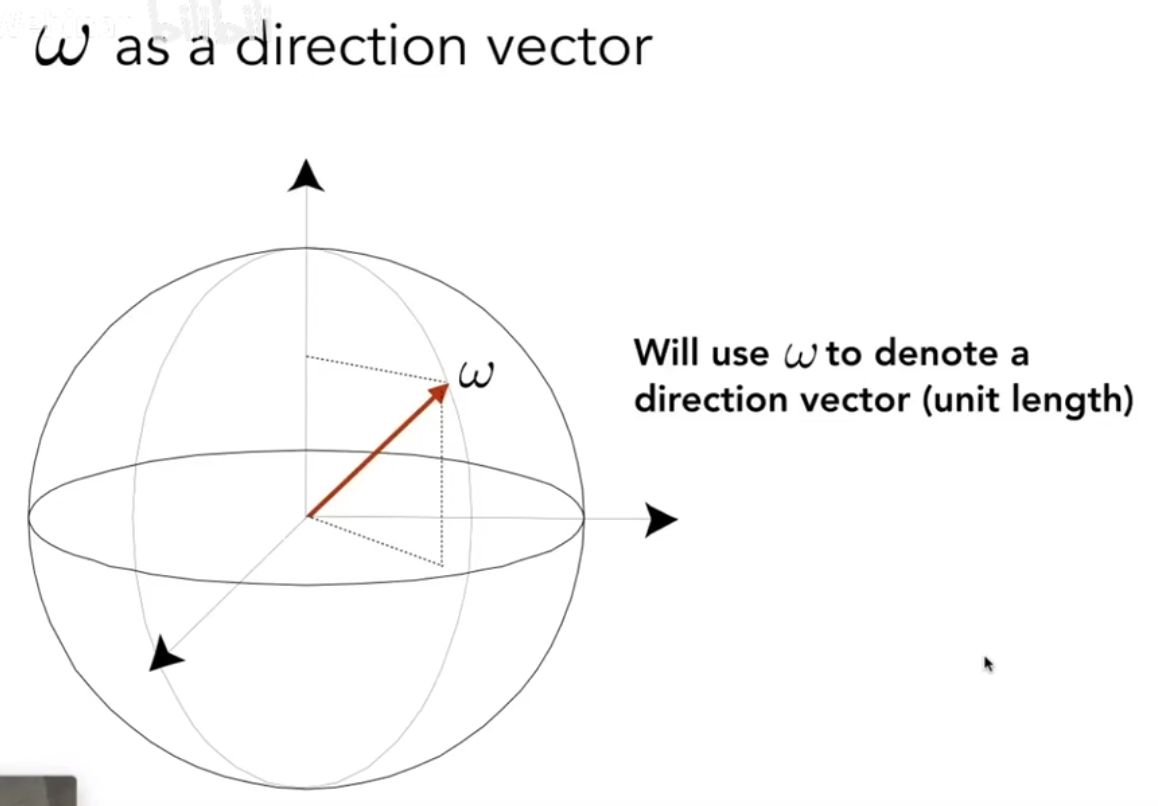 ω as a direction vector
ω
Will use ω to denote a
direction vector (unit length)